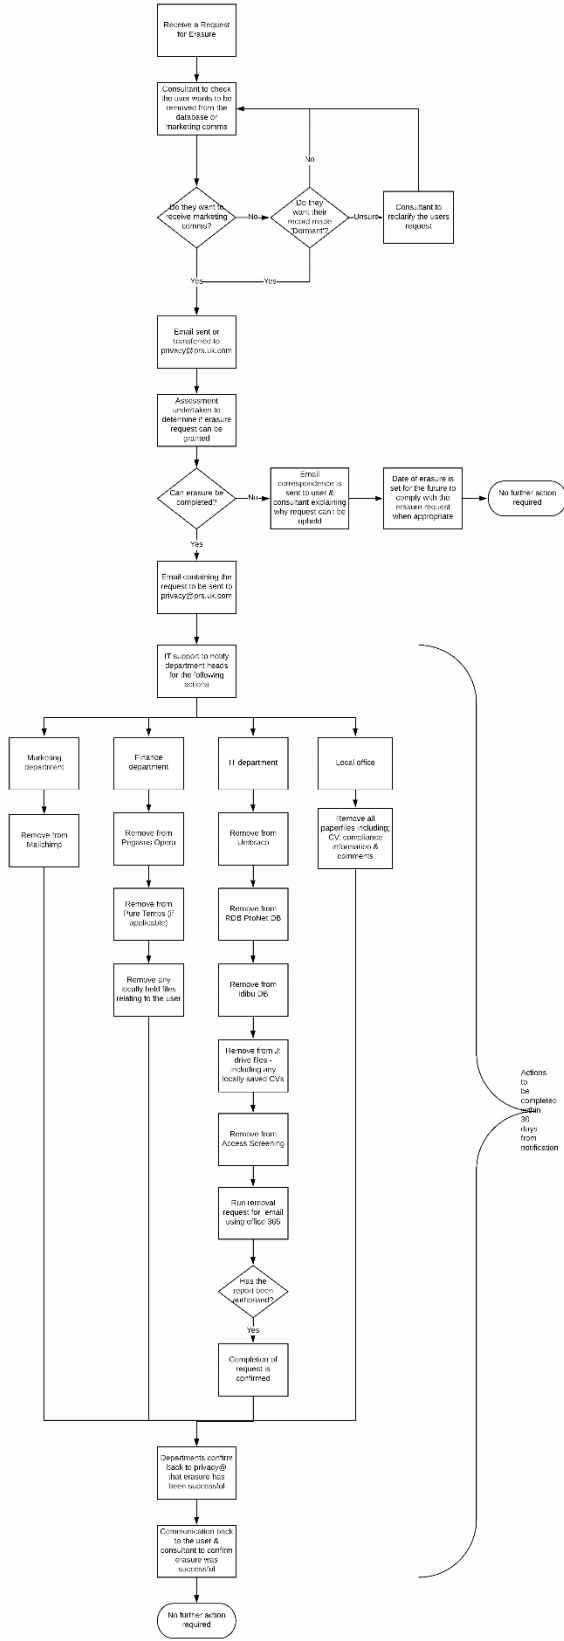 Receive a Request
for Erasure
Consultant to check
the user wants to be
removed from the
database or
marketing comms
No
Do they want to
receive marketing
comms?
No
Do they
want their
record made
'Dormant'?
Unsure
Consultant to
reclarify the users
request
Yes
Yes
Email sent or
transferred to
privacy@prs.uk.com
Assessment
undertaken to
determine if erasure
request can be
granted
Can erasure be
completed?
No
Email
correspondence is
sent to user &
consultant explaining
why request can't be
upheld
Date of erasure is
set for the future to
comply with the
erasure request
when appropriate
No further action
required
Yes
Email containing the
request to be sent to
privacy@prs.uk.com
IT support to notify
department heads
for the following
actions
Marketing
department
Finance
department
IT department
Local office
Remove from
Mailchimp
Remove from
Pegasus Opera
Remove from
Umbraco
Remove all
paperfiles including;
CV, compliance
information &
comments
Remove from
Pure Temps (if
applicable)
Remove from
RDB ProNet DB
Remove any
locally held files
relating to the user
Remove from
Idibu DB
Remove from J:
drive files -
including any
locally saved CVs
Actions
to
be
completed
within
30
days
from
notification
Remove from
Access Screening
Run removal
request for email
using office 365
Has the
report been
authorised?
Yes
Completion of
request is
confirmed
Departments confirm
back to privacy@
that erasure has
been successful
Communication back
to the user &
consultant to confirm
erasure was
successful
No further action
required